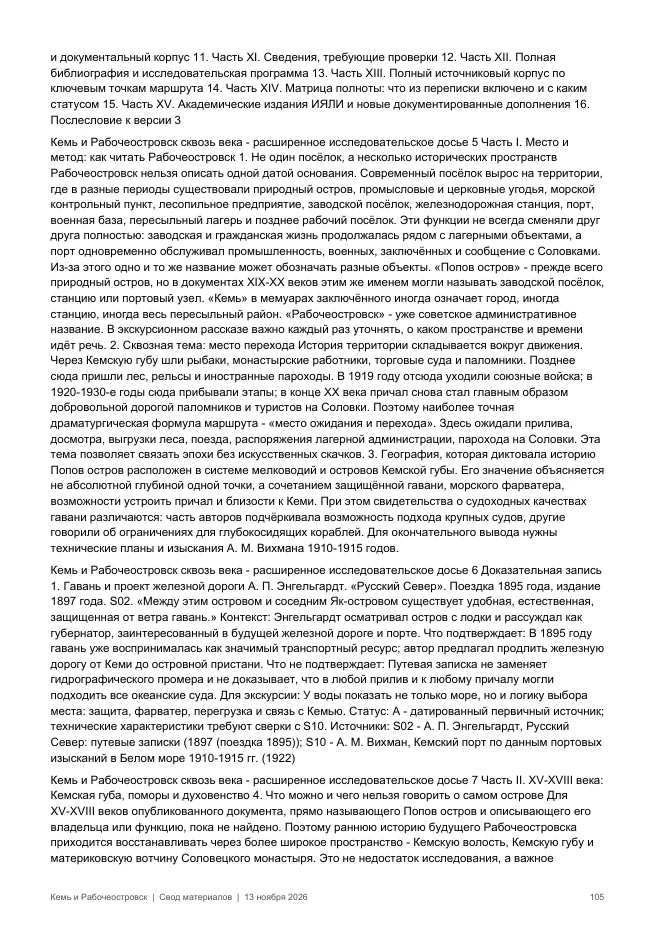 и документальный корпус 11. Часть XI. Сведения, требующие проверки 12. Часть XII. Полная
библиография и исследовательская программа 13. Часть XIII. Полный источниковый корпус по
ключевым точкам маршрута 14. Часть XIV. Матрица полноты: что из переписки включено и с каким
статусом 15. Часть XV. Академические издания ИЯЛИ и новые документированные дополнения 16.
Послесловие к версии 3
Кемь и Рабочеостровск сквозь века - расширенное исследовательское досье 5 Часть I. Место и
метод: как читать Рабочеостровск 1. Не один посёлок, а несколько исторических пространств
Рабочеостровск нельзя описать одной датой основания. Современный посёлок вырос на территории,
где в разные периоды существовали природный остров, промысловые и церковные угодья, морской
контрольный пункт, лесопильное предприятие, заводской посёлок, железнодорожная станция, порт,
военная база, пересыльный лагерь и позднее рабочий посёлок. Эти функции не всегда сменяли друг
друга полностью: заводская и гражданская жизнь продолжалась рядом с лагерными объектами, а
порт одновременно обслуживал промышленность, военных, заключённых и сообщение с Соловками.
Из-за этого одно и то же название может обозначать разные объекты. «Попов остров» - прежде всего
природный остров, но в документах XIX-XX веков этим же именем могли называть заводской посёлок,
станцию или портовый узел. «Кемь» в мемуарах заключённого иногда означает город, иногда
станцию, иногда весь пересыльный район. «Рабочеостровск» - уже советское административное
название. В экскурсионном рассказе важно каждый раз уточнять, о каком пространстве и времени
идёт речь. 2. Сквозная тема: место перехода История территории складывается вокруг движения.
Через Кемскую губу шли рыбаки, монастырские работники, торговые суда и паломники. Позднее
сюда пришли лес, рельсы и иностранные пароходы. В 1919 году отсюда уходили союзные войска; в
1920-1930-е годы сюда прибывали этапы; в конце XX века причал снова стал главным образом
добровольной дорогой паломников и туристов на Соловки. Поэтому наиболее точная
драматургическая формула маршрута - «место ожидания и перехода». Здесь ожидали прилива,
досмотра, выгрузки леса, поезда, распоряжения лагерной администрации, парохода на Соловки. Эта
тема позволяет связать эпохи без искусственных скачков. 3. География, которая диктовала историю
Попов остров расположен в системе мелководий и островов Кемской губы. Его значение объясняется
не абсолютной глубиной одной точки, а сочетанием защищённой гавани, морского фарватера,
возможности устроить причал и близости к Кеми. При этом свидетельства о судоходных качествах
гавани различаются: часть авторов подчёркивала возможность подхода крупных судов, другие
говорили об ограничениях для глубокосидящих кораблей. Для окончательного вывода нужны
технические планы и изыскания А. М. Вихмана 1910-1915 годов.
Кемь и Рабочеостровск сквозь века - расширенное исследовательское досье 6 Доказательная запись
1. Гавань и проект железной дороги А. П. Энгельгардт. «Русский Север». Поездка 1895 года, издание
1897 года. S02. «Между этим островом и соседним Як-островом существует удобная, естественная,
защищенная от ветра гавань.» Контекст: Энгельгардт осматривал остров с лодки и рассуждал как
губернатор, заинтересованный в будущей железной дороге и порте. Что подтверждает: В 1895 году
гавань уже воспринималась как значимый транспортный ресурс; автор предлагал продлить железную
дорогу от Кеми до островной пристани. Что не подтверждает: Путевая записка не заменяет
гидрографического промера и не доказывает, что в любой прилив и к любому причалу могли
подходить все океанские суда. Для экскурсии: У воды показать не только море, но и логику выбора
места: защита, фарватер, перегрузка и связь с Кемью. Статус: А - датированный первичный источник;
технические характеристики требуют сверки с S10. Источники: S02 - А. П. Энгельгардт, Русский
Север: путевые записки (1897 (поездка 1895)); S10 - А. М. Вихман, Кемский порт по данным портовых
изысканий в Белом море 1910-1915 гг. (1922)
Кемь и Рабочеостровск сквозь века - расширенное исследовательское досье 7 Часть II. XV-XVIII века:
Кемская губа, поморы и духовенство 4. Что можно и чего нельзя говорить о самом острове Для
XV-XVIII веков опубликованного документа, прямо называющего Попов остров и описывающего его
владельца или функцию, пока не найдено. Поэтому раннюю историю будущего Рабочеостровска
приходится восстанавливать через более широкое пространство - Кемскую волость, Кемскую губу и
материковскую вотчину Соловецкого монастыря. Это не недостаток исследования, а важное
Кемь и Рабочеостровск | Свод материалов | 13 ноября 2026
105